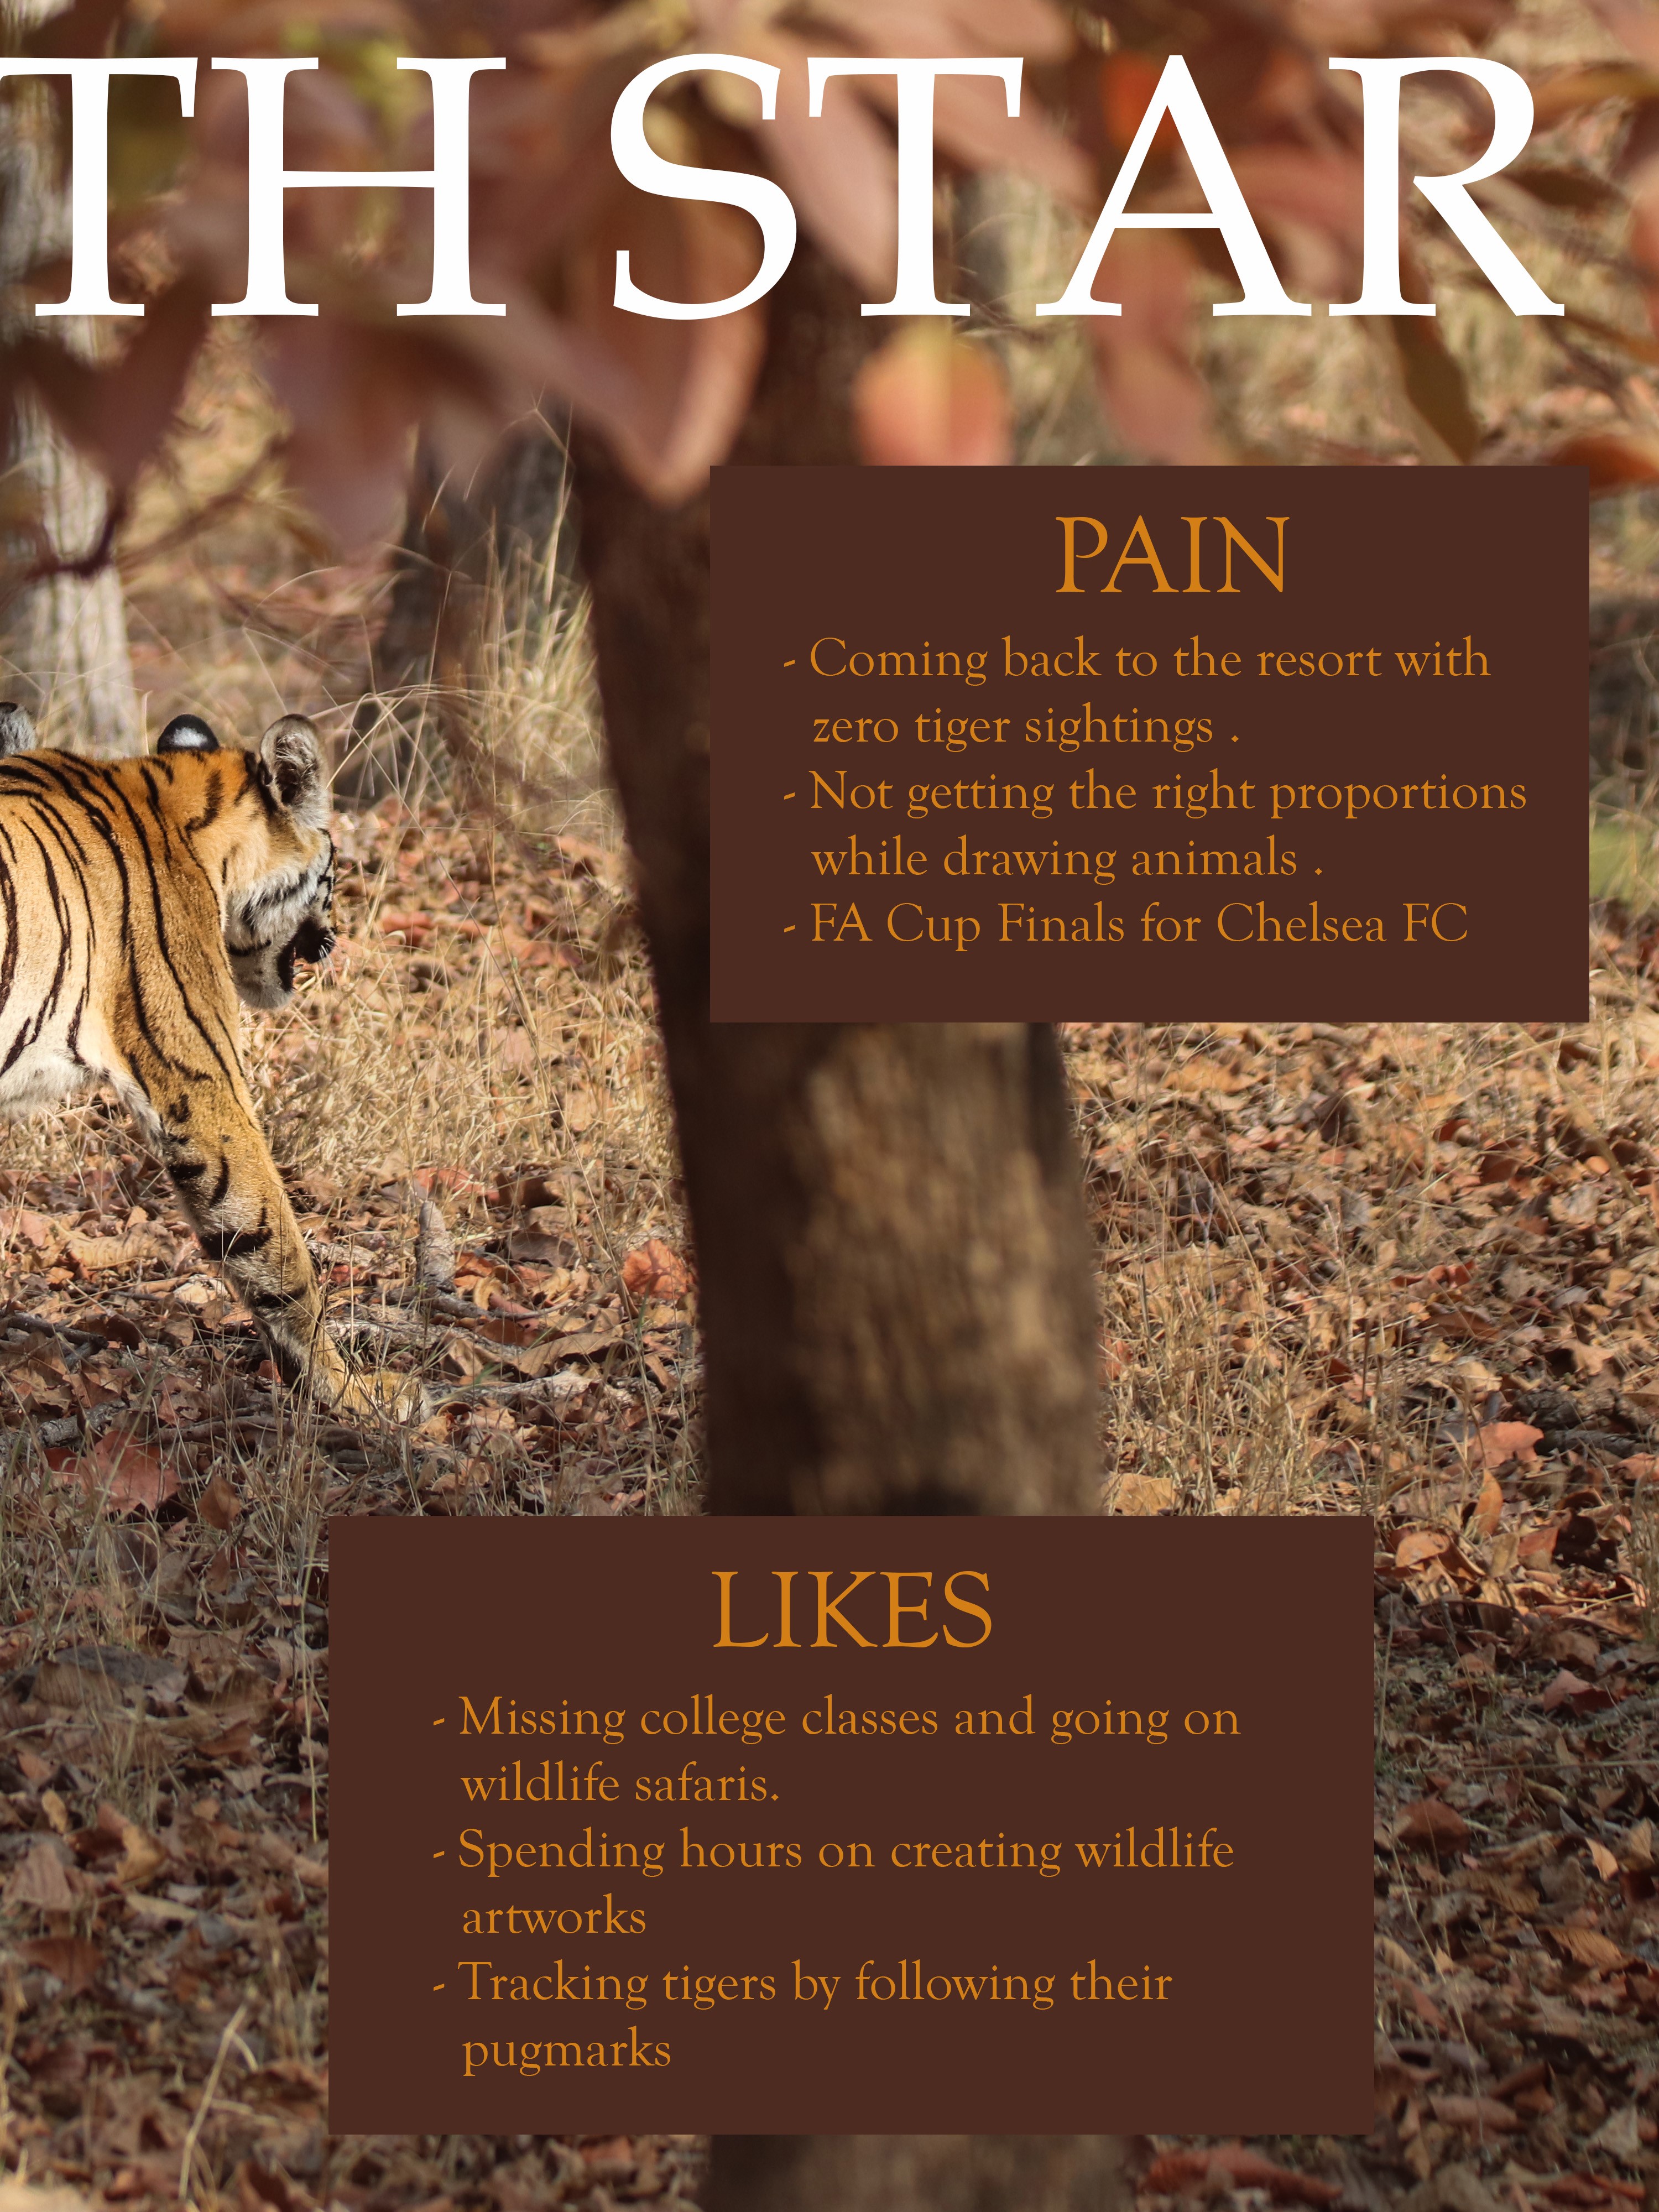 TH STAR
PAIN
- Coming back to the resort with
zero tiger sightings .
- Not getting the right proportions
while drawing animals .
- FA Cup Finals for Chelsea FC
LIKES
- Missing college classes and going on
wildlife safaris.
- Spending hours on creating wildlife
artworks
- Tracking tigers by following their
pugmarks